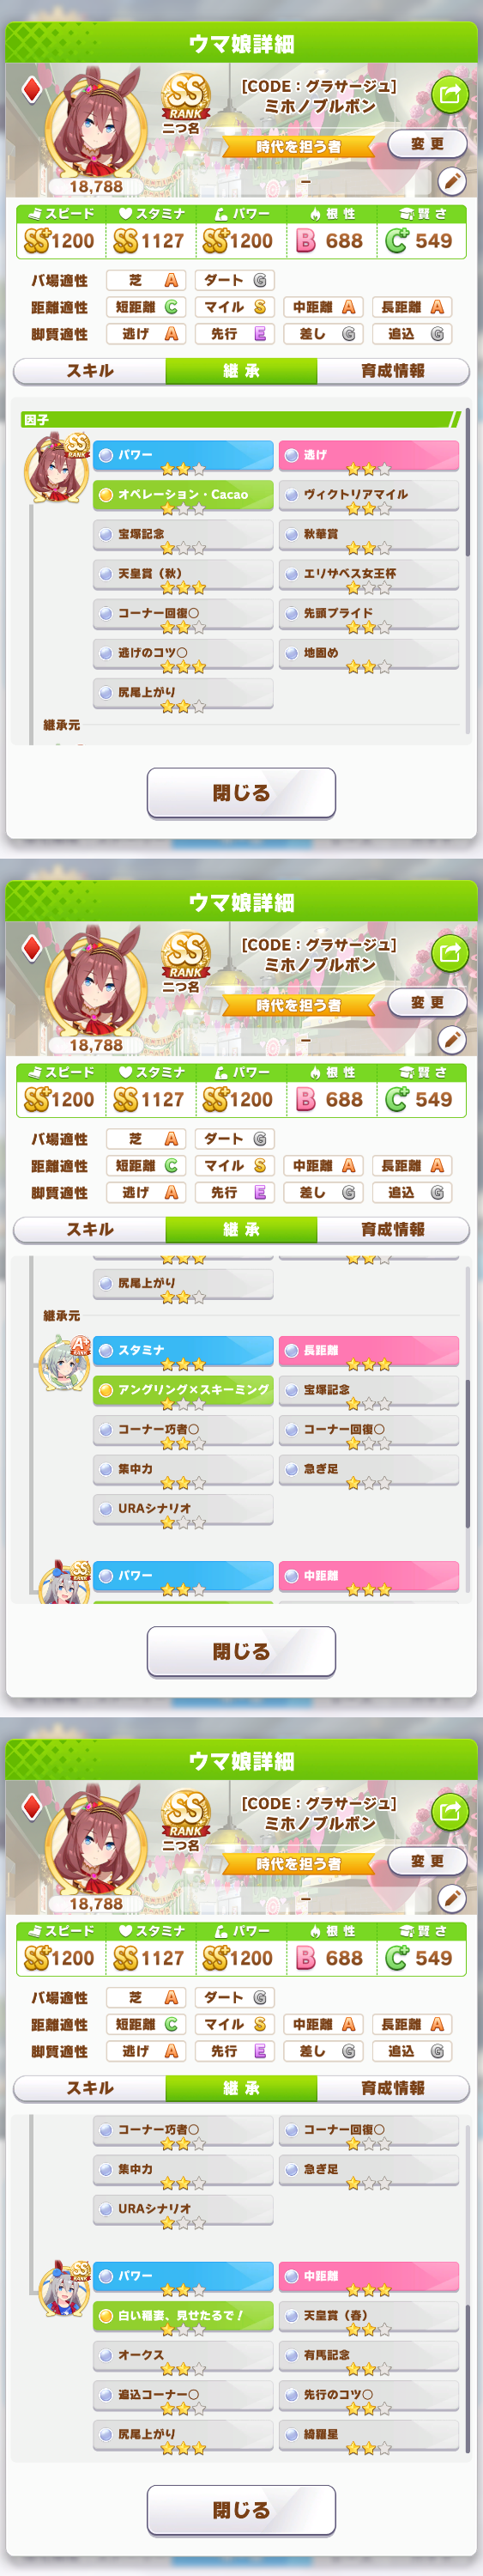 ウマ娘詳細
SS
RANK
二つ名
[CODE：グラサージュ]
ミホノブルボン
時代を担う者
変更
18,788
－
スピード スタミナ パワー 根性 賢さ
SS+1200 SS 1127 SS+1200 B 688 C+ 549
バ場適性 芝 A ダート G
距離適性 短距離 C マイル S 中距離 A 長距離 A
脚質適性 逃げ A 先行 E 差し G 追込 G
スキル 継承 育成情報
因子
SS
RANK
パワー 逃げ
オペレーション・Cacao ヴィクトリアマイル
宝塚記念 秋華賞
天皇賞（秋） エリザベス女王杯
コーナー回復〇 先頭プライド
逃げのコツ〇 地固め
尻尾上がり
継承元
閉じる
ウマ娘詳細
SS
RANK
二つ名
[CODE：グラサージュ]
ミホノブルボン
時代を担う者
変更
18,788
－
スピード スタミナ パワー 根性 賢さ
SS+1200 SS 1127 SS+1200 B 688 C+ 549
バ場適性 芝 A ダート G
距離適性 短距離 C マイル S 中距離 A 長距離 A
脚質適性 逃げ A 先行 E 差し G 追込 G
スキル 継承 育成情報
尻尾上がり
継承元
A+
RANK
スタミナ 長距離
アングリング×スキーミング 宝塚記念
コーナー巧者〇 コーナー回復〇
集中力 急ぎ足
URAシナリオ
SS
RANK
パワー 中距離
閉じる
ウマ娘詳細
SS
RANK
二つ名
[CODE：グラサージュ]
ミホノブルボン
時代を担う者
変更
18,788
－
スピード スタミナ パワー 根性 賢さ
SS+1200 SS 1127 SS+1200 B 688 C+ 549
バ場適性 芝 A ダート G
距離適性 短距離 C マイル S 中距離 A 長距離 A
脚質適性 逃げ A 先行 E 差し G 追込 G
スキル 継承 育成情報
コーナー巧者〇 コーナー回復〇
集中力 急ぎ足
URAシナリオ
SS
RANK
パワー 中距離
白い稲妻、見せたるで！ 天皇賞（春）
オークス 有馬記念
追込コーナー〇 先行のコツ〇
尻尾上がり 綺羅星
閉じる